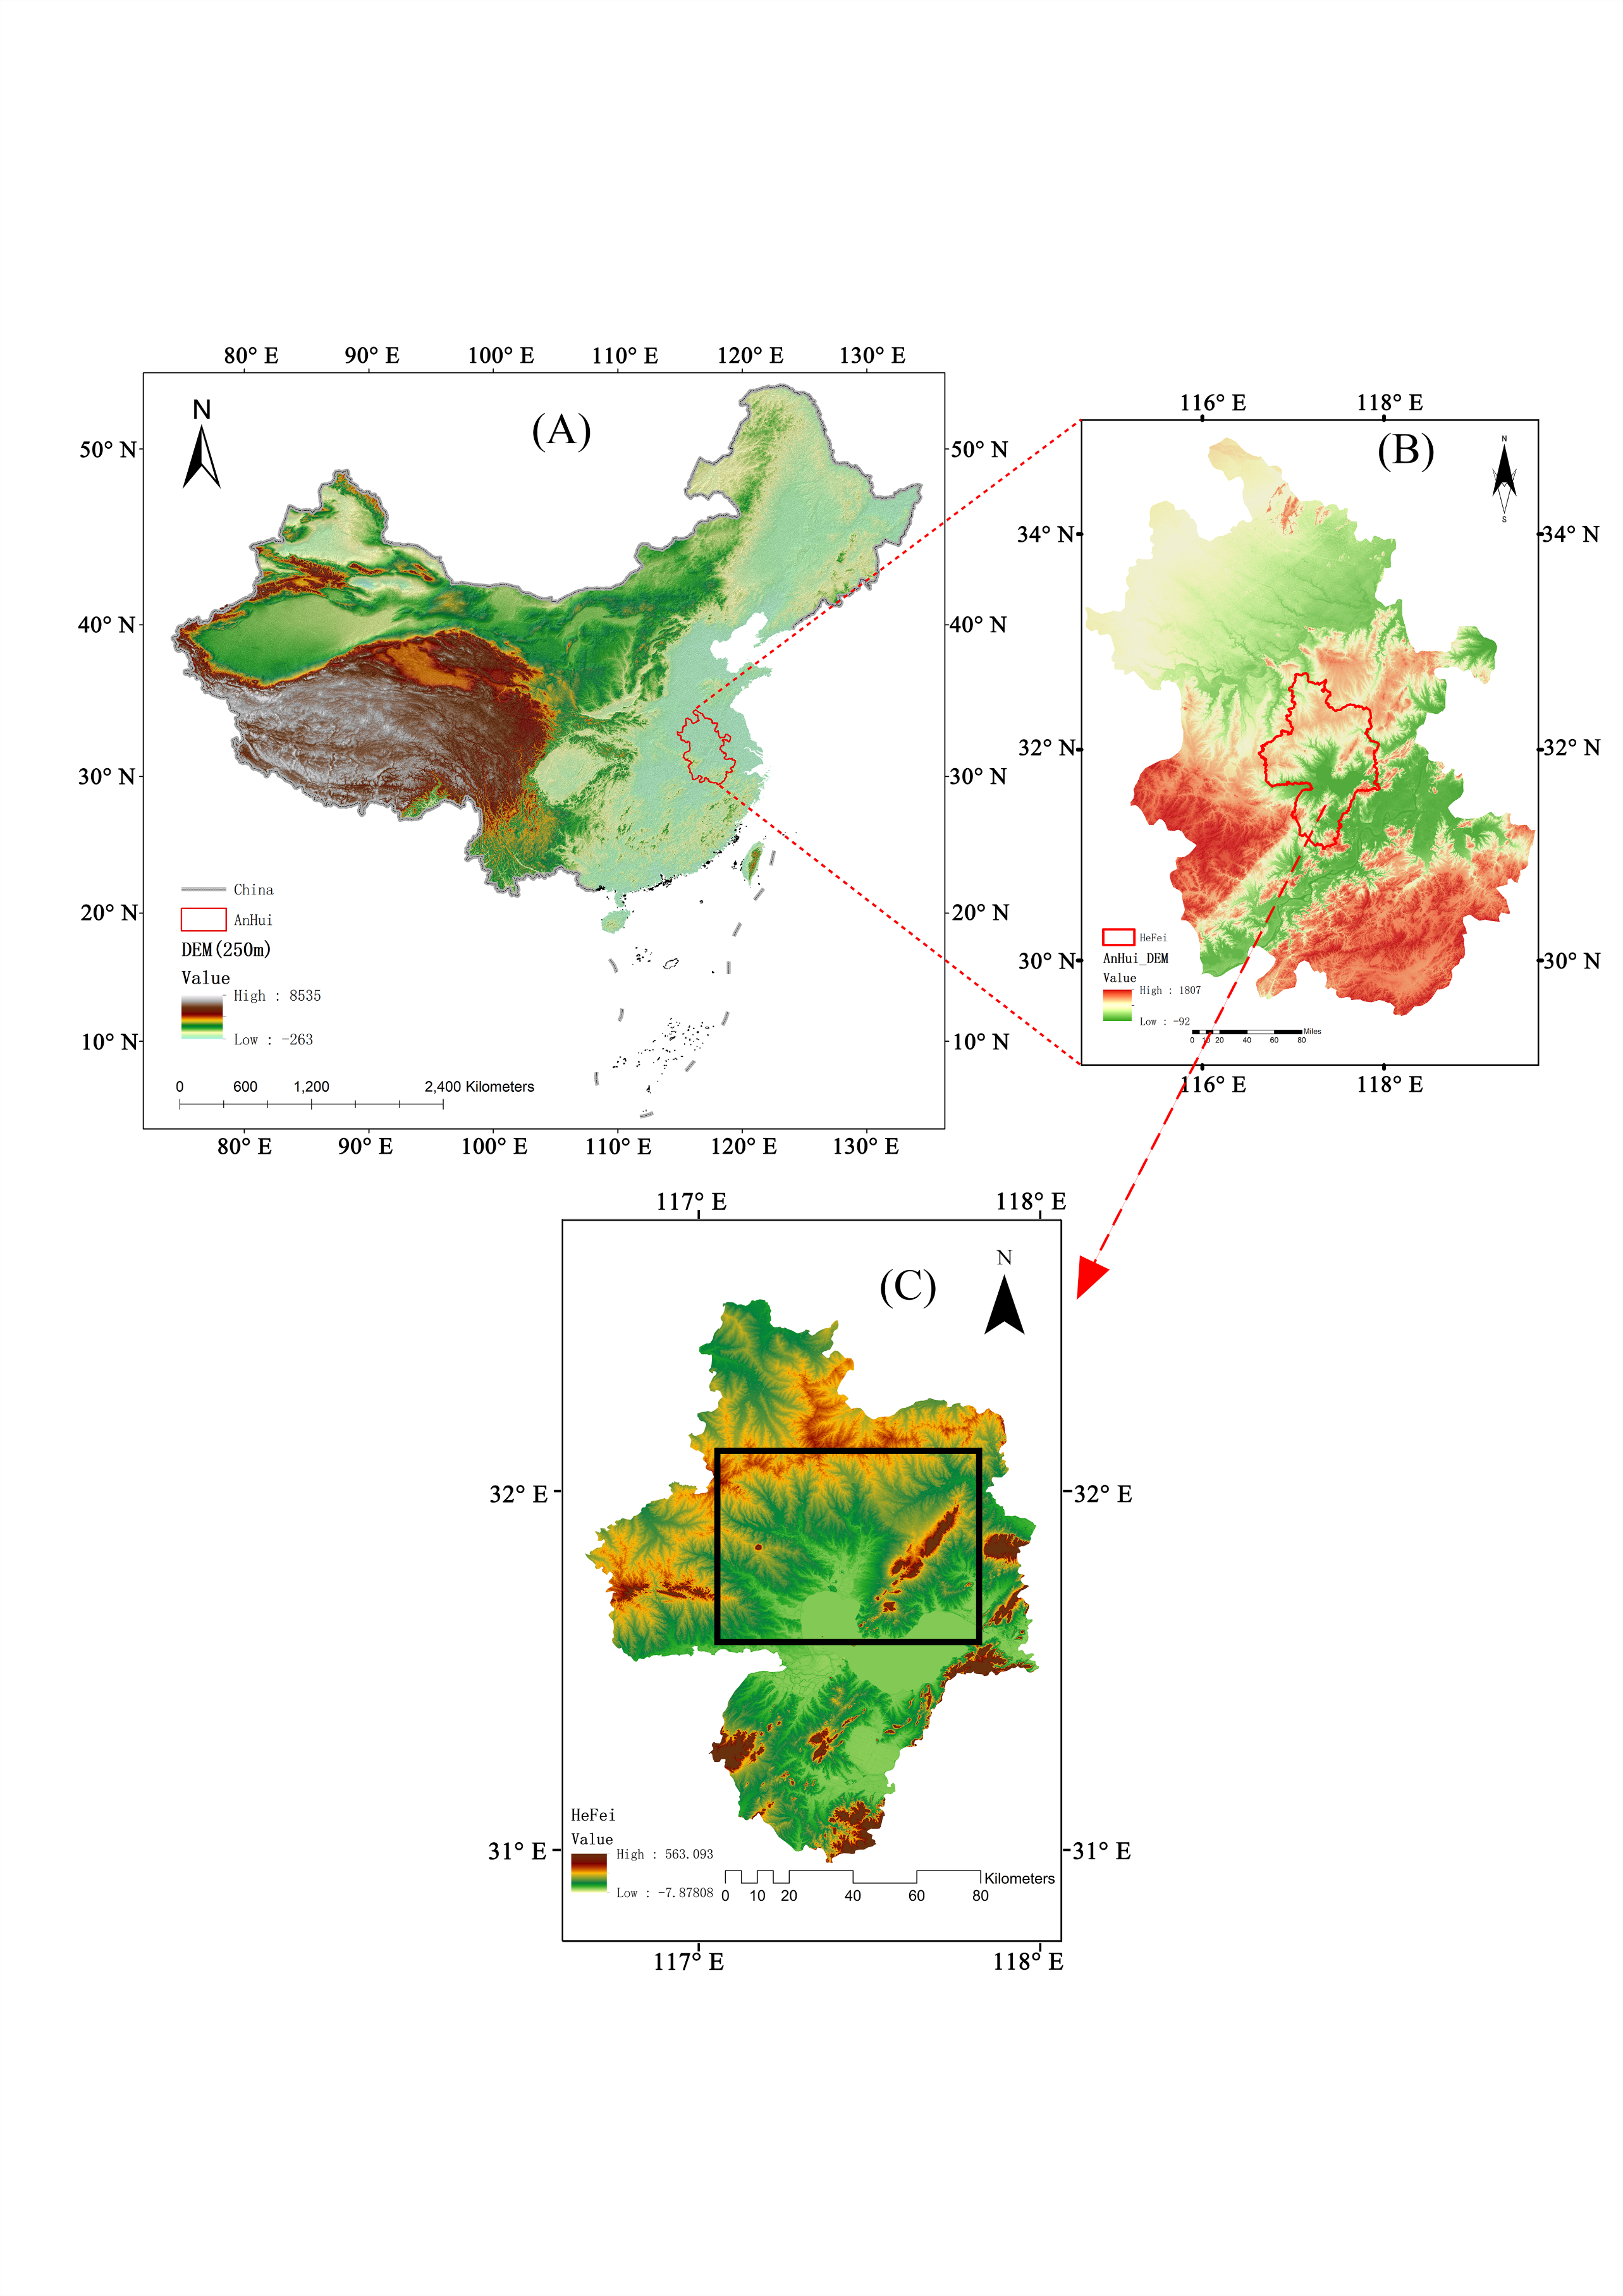 80° E 90° E 100° E 110° E 120° E 130° E
N
(A)
50° N 50° N
40° N 40° N
30° N 30° N
20° N 20° N
10° N 10° N
China
AnHui
DEM(250m)
Value
High : 8535
Low : -263
0 600 1,200 2,400 Kilometers
80° E 90° E 100° E 110° E 120° E 130° E
116° E 118° E
(B)
N
S
34° N 34° N
32° N 32° N
30° N 30° N
HeFei
AnHui_DEM
Value
High : 1807
Low : -92
Miles
0 10 20 40 60 80
116° E 118° E
117° E 118° E
(C)
N
32° E 32° E
31° E 31° E
HeFei
Value
High : 563.093
Low : -7.87808
Kilometers
0 10 20 40 60 80
117° E 118° E